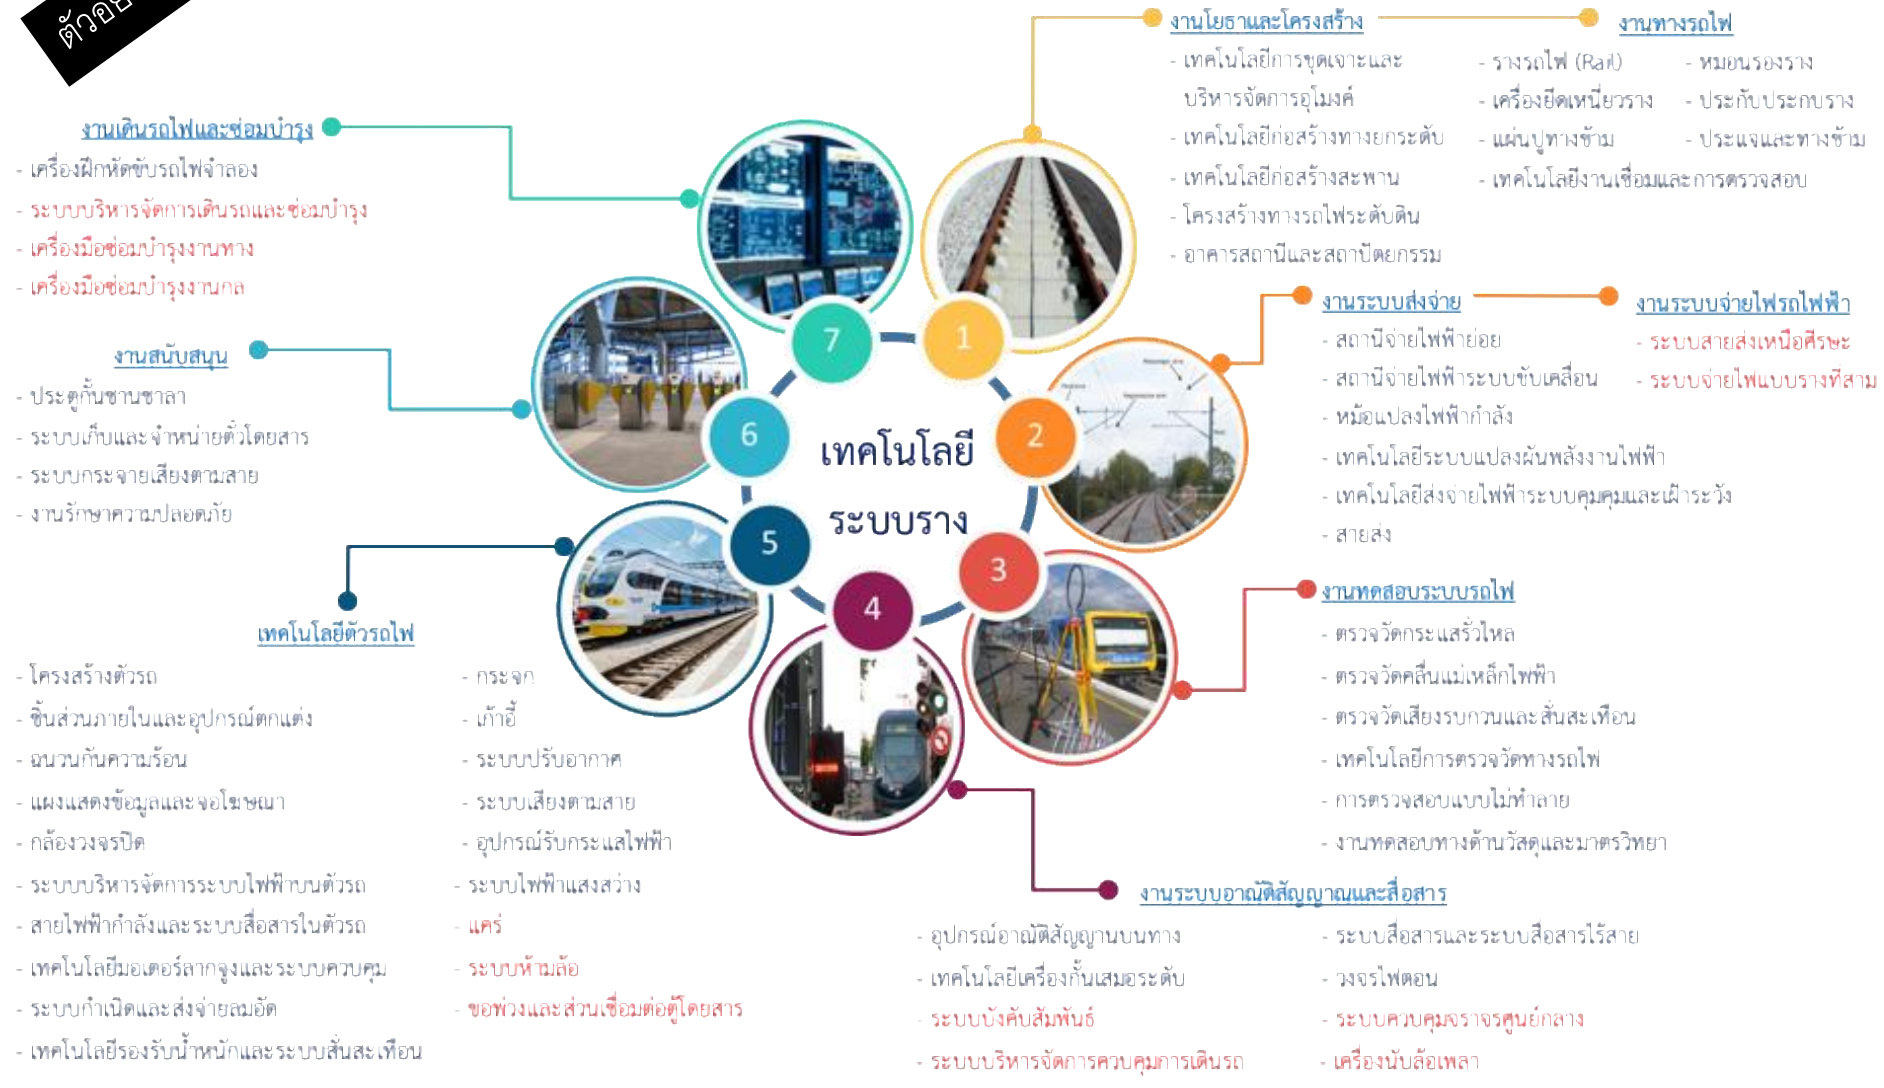 ตัวอย
งานโยธาและโครงสร้าง
- เทคโนโลยีการขุดเจาะและ
บริหารจัดการอุโมงค์
- เทคโนโลยีก่อสร้างทางยกระดับ
- เทคโนโลยีก่อสร้างสะพาน
- โครงสร้างทางรถไฟระดับดิน
- อาคารสถานีและสถาปัตยกรรม
งานทางรถไฟ
- รางรถไฟ (Rail)
- เครื่องยึดเหนี่ยวราง
- แผ่นปูทางข้าม
- เทคโนโลยีงานเชื่อมและการตรวจสอบ
- หมอนรองราง
- ประกับประกบราง
- ประแจและทางข้าม
งานระบบส่งจ่าย
- สถานีจ่ายไฟฟ้าย่อย
- สถานีจ่ายไฟฟ้าระบบขับเคลื่อน
- หม้อแปลงไฟฟ้ากำลัง
- เทคโนโลยีระบบแปลงผันพลังงานไฟฟ้า
- เทคโนโลยีส่งจ่ายไฟฟ้าระบบคุมคุมและเฝ้าระวัง
- สายส่ง
งานระบบจ่ายไฟรถไฟฟ้า
- ระบบสายส่งเหนือศีรษะ
- ระบบจ่ายไฟแบบรางที่สาม
งานทดสอบระบบรถไฟ
- ตรวจวัดกระแสรั่วไหล
- ตรวจวัดคลื่นแม่เหล็กไฟฟ้า
- ตรวจวัดเสียงรบกวนและสั่นสะเทือน
- เทคโนโลยีการตรวจวัดทางรถไฟ
- การตรวจสอบแบบไม่ทำลาย
- งานทดสอบทางด้านวัสดุและมาตรวิทยา
งานระบบอาณัติสัญญาณและสื่อสาร
- อุปกรณ์อาณัติสัญญานบนทาง
- เทคโนโลยีเครื่องกั้นเสมอระดับ
- ระบบบังคับสัมพันธ์
- ระบบบริหารจัดการควบคุมการเดินรถ
- ระบบสื่อสารและระบบสื่อสารไร้สาย
- วงจรไฟตอน
- ระบบควบคุมจราจรศูนย์กลาง
- เครื่องนับล้อเพลา
เทคโนโลยีตัวรถไฟ
- โครงสร้างตัวรถ
- ชิ้นส่วนภายในและอุปกรณ์ตกแต่ง
- ฉนวนกันความร้อน
- แผงแสดงข้อมูลและจอโฆษณา
- กล้องวงจรปิด
- ระบบบริหารจัดการระบบไฟฟ้าบนตัวรถ
- สายไฟฟ้ากำลังและระบบสื่อสารในตัวรถ
- เทคโนโลยีมอเตอร์ลากจูงและระบบควบคุม
- ระบบกำเนิดและส่งจ่ายลมอัด
- เทคโนโลยีรองรับน้ำหนักและระบบสั่นสะเทือน
- กระจก
- เก้าอี้
- ระบบปรับอากาศ
- ระบบเสียงตามสาย
- อุปกรณ์รับกระแสไฟฟ้า
- ระบบไฟฟ้าแสงสว่าง
- แคร่
- ระบบห้ามล้อ
- ขอพ่วงและส่วนเชื่อมต่อตู้โดยสาร
งานสนับสนุน
- ประตูกั้นชานชาลา
- ระบบเก็บและจำหน่ายตั๋วโดยสาร
- ระบบกระจายเสียงตามสาย
- งานรักษาความปลอดภัย
งานเดินรถไฟและซ่อมบำรุง
- เครื่องฝึกหัดขับรถไฟจำลอง
- ระบบบริหารจัดการเดินรถและซ่อมบำรุง
- เครื่องมือซ่อมบำรุงงานทาง
- เครื่องมือซ่อมบำรุงงานกล
เทคโนโลยี
ระบบราง
1
2
3
4
5
6
7